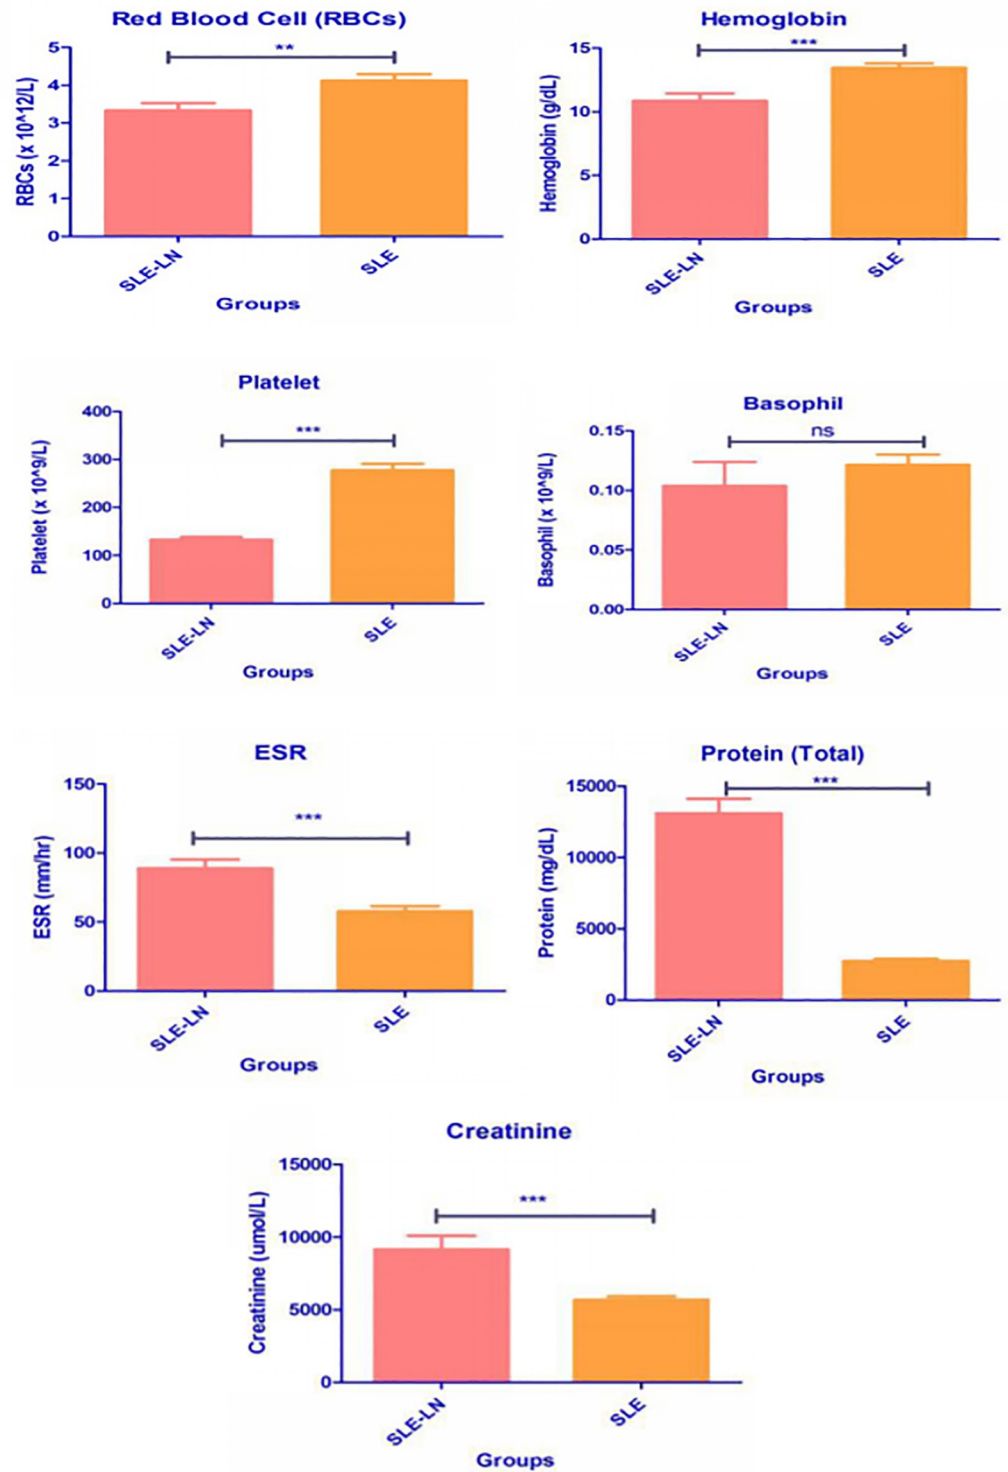 Red Blood Cell (RBCs)
**
5
4
3
2
1
0
RBCs (x 10^12/L)
SLE-LN
SLE
Groups
Hemoglobin
***
15
10
5
0
Hemoglobin (g/dL)
SLE-LN
SLE
Groups
Platelet
***
400
300
200
100
0
Platelet (x 10^9/L)
SLE-LN
SLE
Groups
Basophil
ns
0.15
0.10
0.05
0.00
Basophil (x 10^9/L)
SLE-LN
SLE
Groups
ESR
***
150
100
50
0
ESR (mm/hr)
SLE-LN
SLE
Groups
Protein (Total)
***
15000
10000
5000
0
Protein (mg/dL)
SLE-LN
SLE
Groups
Creatinine
***
15000
10000
5000
0
Creatinine (umol/L)
SLE-LN
SLE
Groups